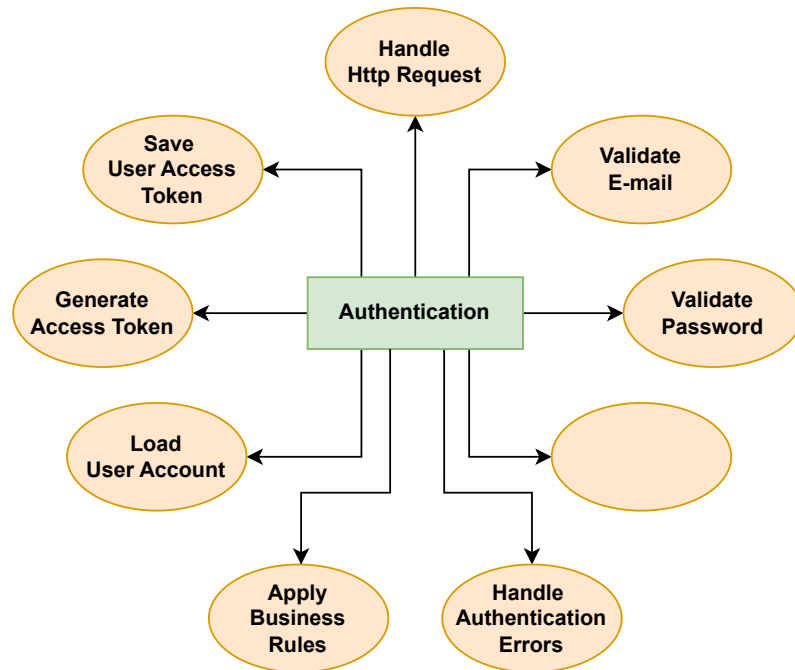 Handle
Http Request
Save
User Access
Token
Validate
E-mail
Generate
Access Token
Authentication
Validate
Password
Load
User Account
Apply
Business
Rules
Handle
Authentication
Errors